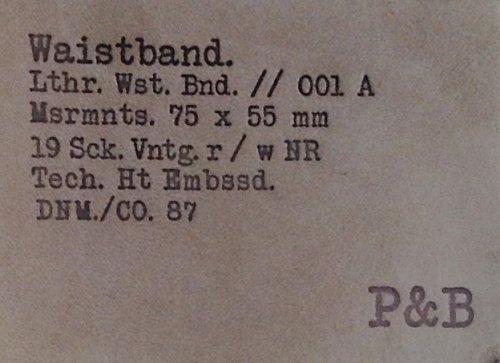 Waistband.
Lthr. Wst. Bnd. // 001 A
Msrmnts. 75 x 55 mm
19 Sck. Vntg. r / w NR
Tech. Ht Embssd.
DNM./CO. 87
P&B